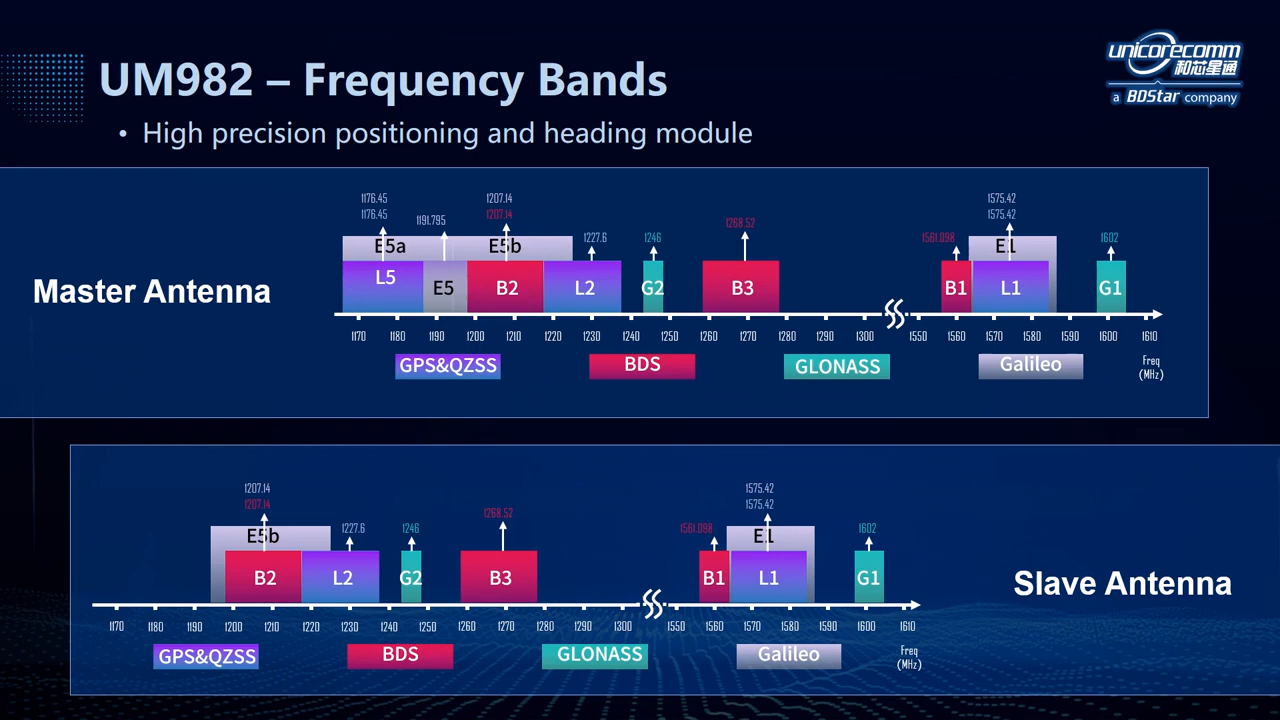 unicorecomm
和芯星通
a BDStar company
UM982 – Frequency Bands
• High precision positioning and heading module
Master Antenna
1176.45
1176.45
1191.795
1207.14
1207.14
1227.6
1246
1268.52
1561.098
1575.42
1575.42
1602
E5a
E5b
E1
L5
E5
B2
L2
G2
B3
B1
L1
G1
1170 1180 1190 1200 1210 1220 1230 1240 1250 1260 1270 1280 1290 1300 1550 1560 1570 1580 1590 1600 1610
GPS&QZSS
BDS
GLONASS
Galileo
Freq
(MHz)
1207.14
1207.14
1227.6
1246
1268.52
1561.098
1575.42
1575.42
1602
E5b
E1
B2
L2
G2
B3
B1
L1
G1
Slave Antenna
1170 1180 1190 1200 1210 1220 1230 1240 1250 1260 1270 1280 1290 1300 1550 1560 1570 1580 1590 1600 1610
GPS&QZSS
BDS
GLONASS
Galileo
Freq
(MHz)